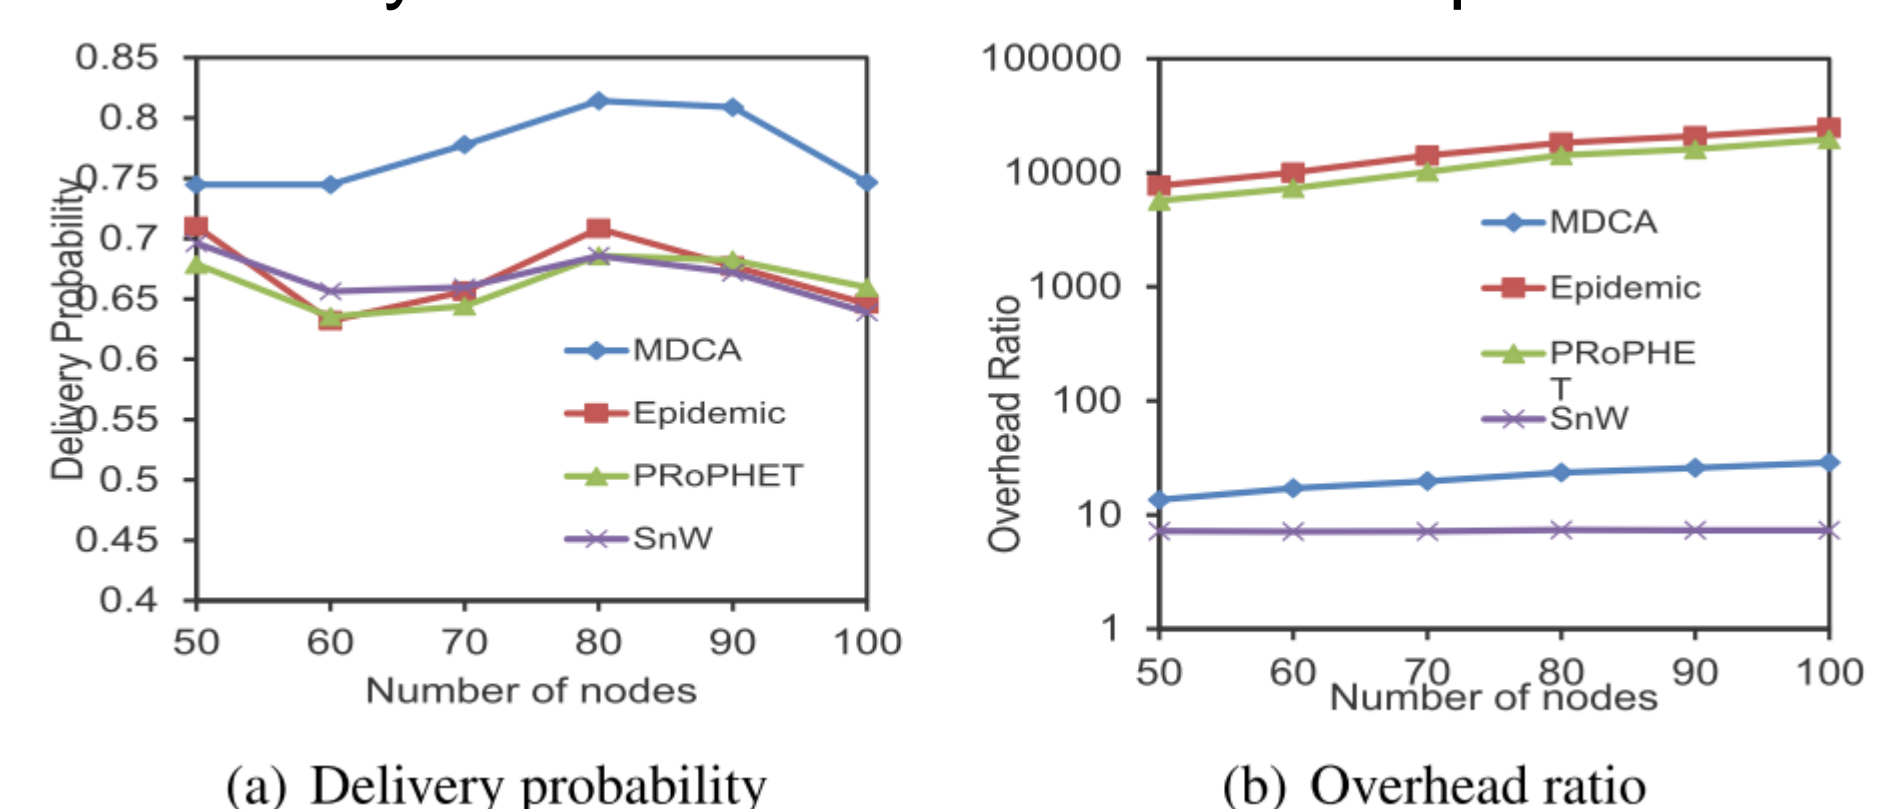 0.85
0.8
0.75
0.7
0.65
0.6
0.55
0.5
0.45
0.4
Delivery Probability
MDCA
Epidemic
PRoPHET
SnW
50 60 70 80 90 100
Number of nodes
(a) Delivery probability
100000
10000
1000
100
10
1
Overhead Ratio
MDCA
Epidemic
PRoPHE
T
SnW
50 60 70 80 90 100
Number of nodes
(b) Overhead ratio